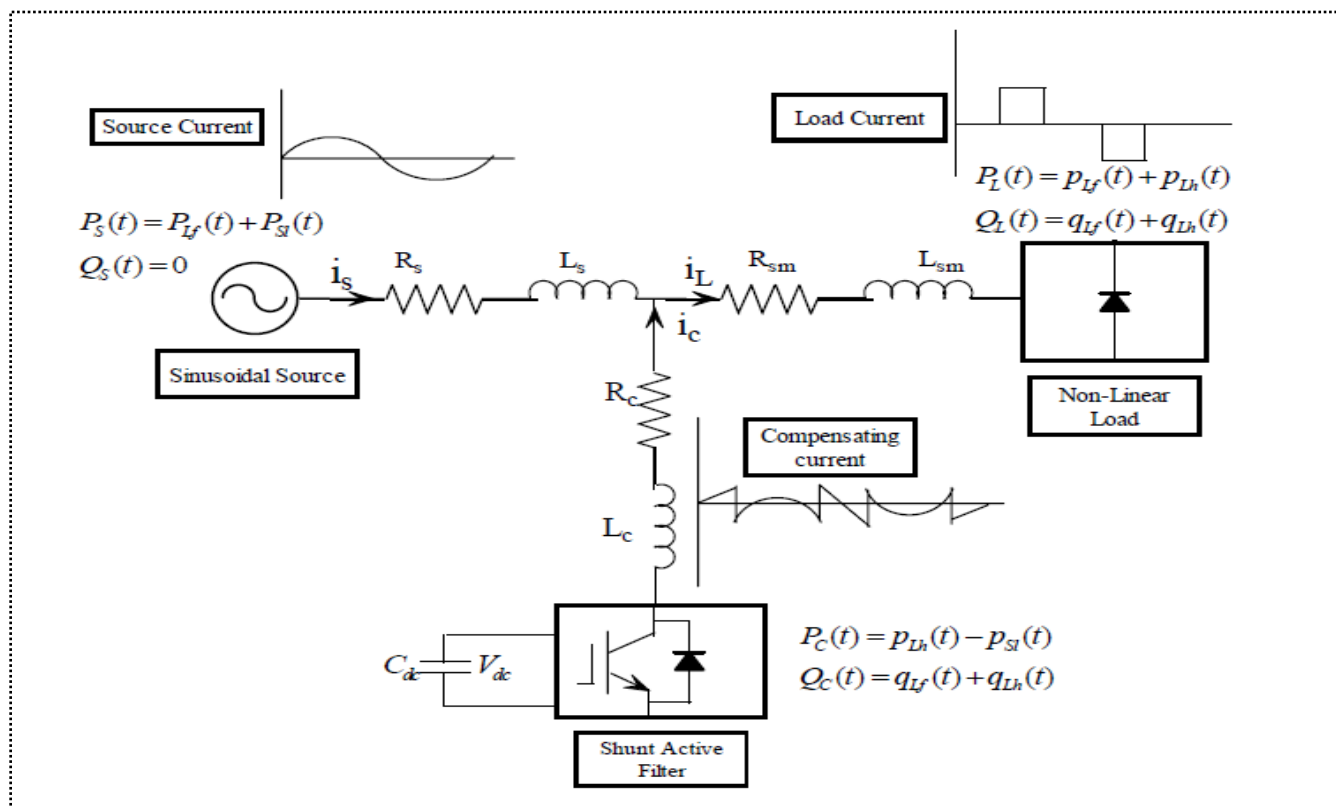 Source Current
Load Current
P_S(t) = P_Lf(t) + P_Sl(t)
Q_S(t) = 0
P_L(t) = p_Lf(t) + p_Lh(t)
Q_L(t) = q_Lf(t) + q_Lh(t)
i_s
R_s
L_s
i_L
R_sm
L_sm
i_c
Sinusoidal Source
Non-Linear
Load
R_c
Compensating
current
L_c
C_dc
V_dc
P_C(t) = p_Lh(t) − p_Sl(t)
Q_C(t) = q_Lf(t) + q_Lh(t)
Shunt Active
Filter